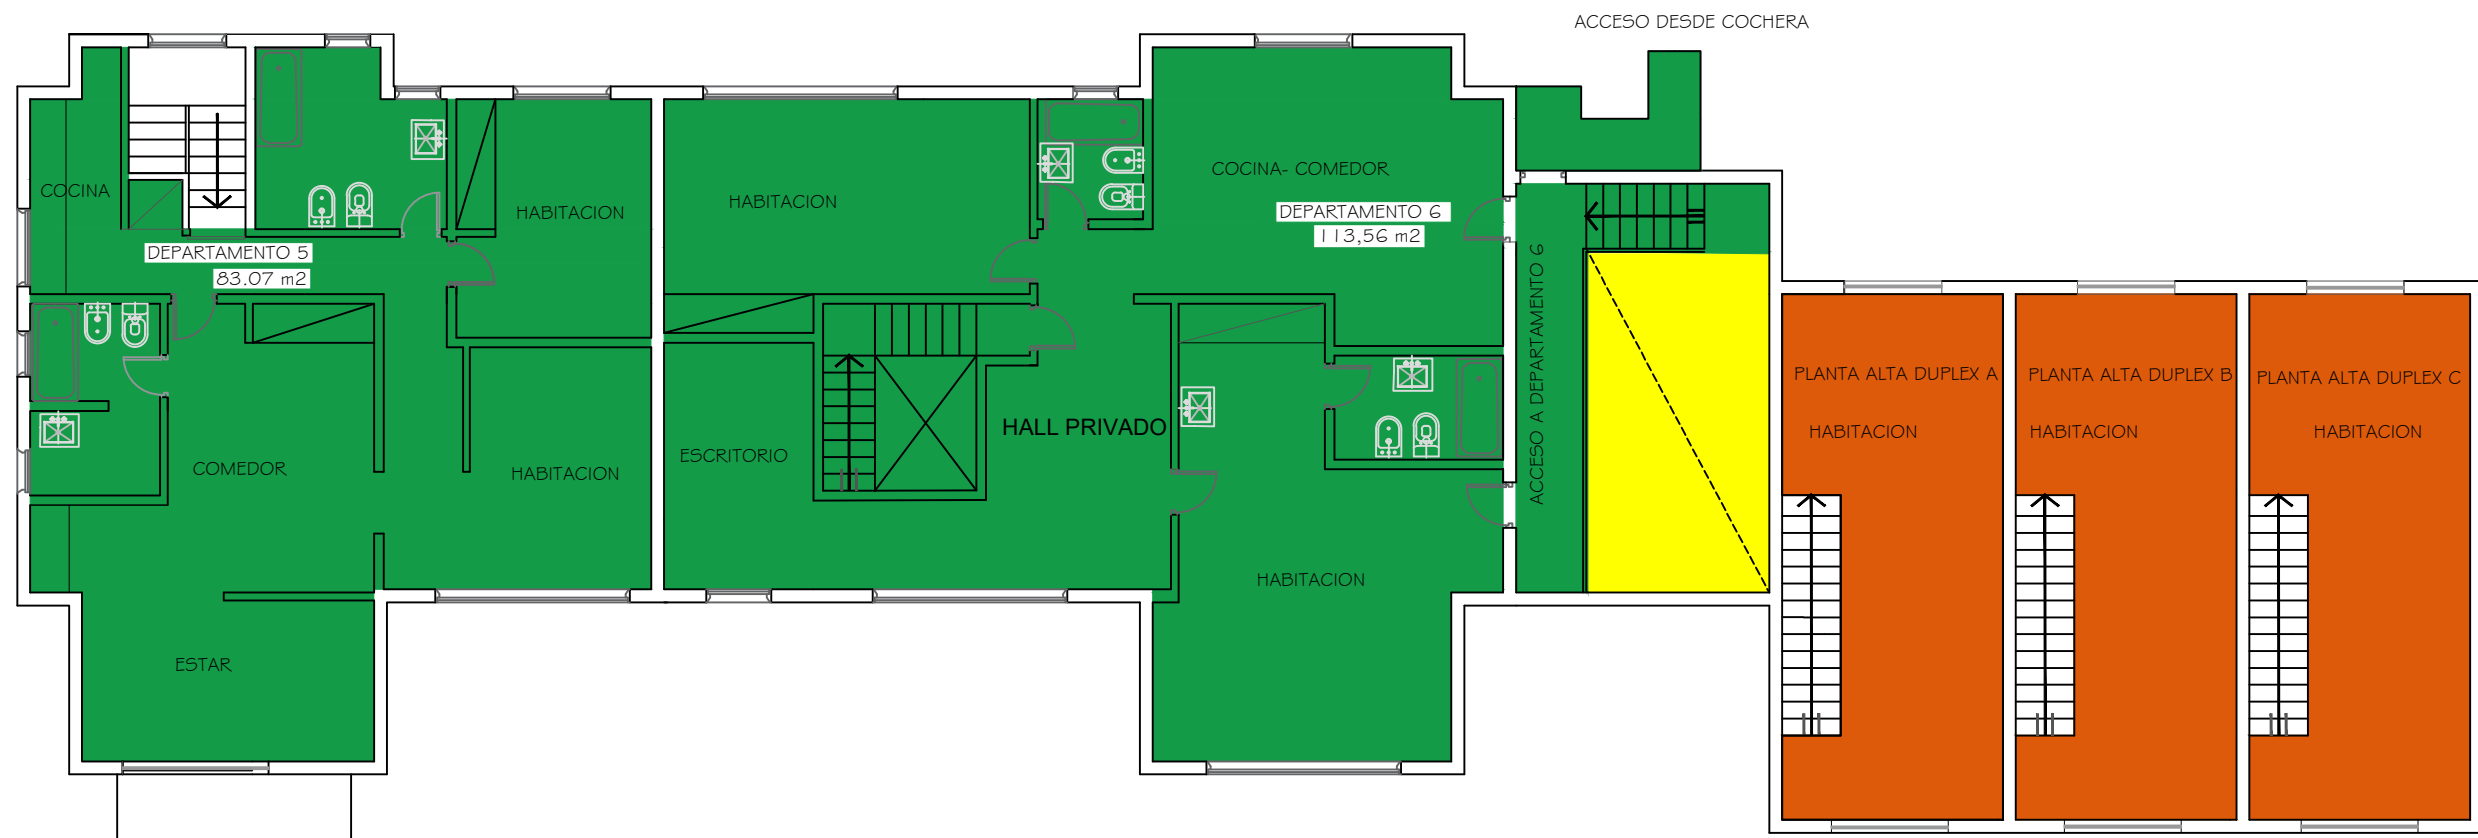 ACCESO DESDE COCHERA
COCINA
HABITACION
HABITACION
COCINA- COMEDOR
DEPARTAMENTO 6
113,56 m2
DEPARTAMENTO 5
83.07 m2
ACCESO A DEPARTAMENTO 6
PLANTA ALTA DUPLEX A
PLANTA ALTA DUPLEX B
PLANTA ALTA DUPLEX C
HALL PRIVADO
HABITACION
HABITACION
HABITACION
COMEDOR
HABITACION
ESCRITORIO
HABITACION
ESTAR